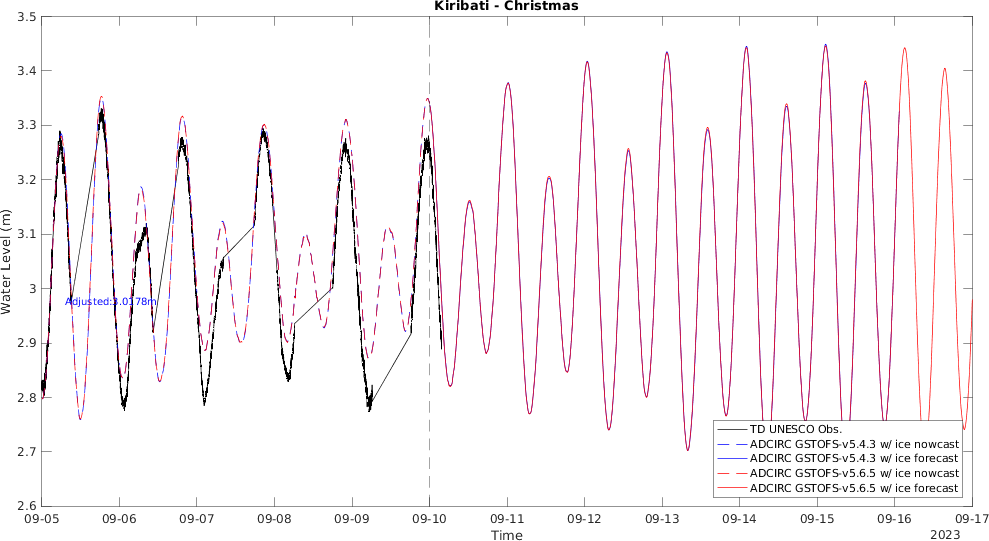 Kiribati - Christmas
3.5
3.4
3.3
3.2
3.1
3
2.9
2.8
2.7
2.6
Water Level (m)
Adjusted:3.0178m
TD UNESCO Obs.
ADCIRC GSTOFS-v5.4.3 w/ ice nowcast
ADCIRC GSTOFS-v5.4.3 w/ ice forecast
ADCIRC GSTOFS-v5.6.5 w/ ice nowcast
ADCIRC GSTOFS-v5.6.5 w/ ice forecast
09-05 09-06 09-07 09-08 09-09 09-10 09-11 09-12 09-13 09-14 09-15 09-16 09-17
Time
2023